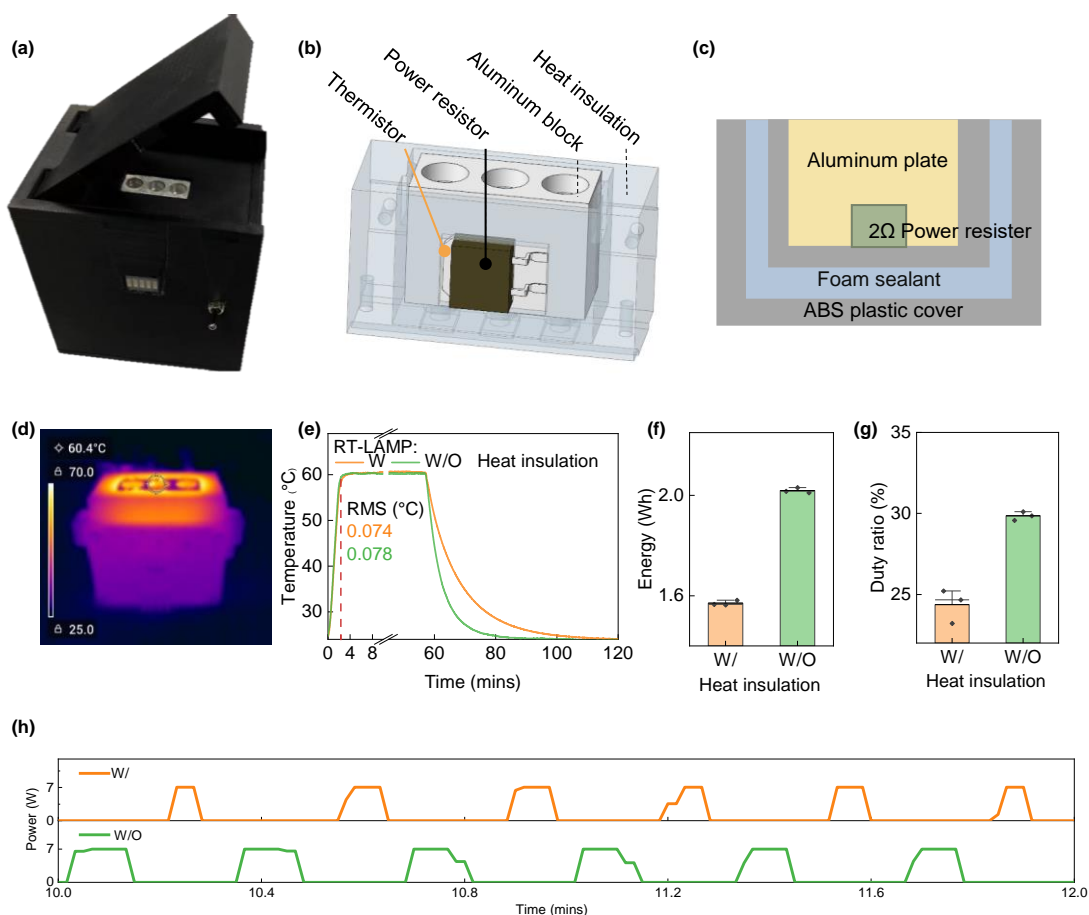 (a)
(b)
Thermistor
Power resistor
Aluminum block
Heat insulation
(c)
Aluminum plate
2Ω Power resister
Foam sealant
ABS plastic cover
(d)
60.4°C
70.0
25.0
(e)
RT-LAMP:
W W/O Heat insulation
RMS (°C)
0.074
0.078
Temperature (°C)
60
50
40
30
0 4 8 60 80 100 120
Time (mins)
(f)
Energy (Wh)
2.0
1.6
W/ W/O
Heat insulation
(g)
Duty ratio (%)
35
30
25
W/ W/O
Heat insulation
(h)
Power (W)
W/
7
0
W/O
7
0
10.0 10.4 10.8 11.2 11.6 12.0
Time (mins)